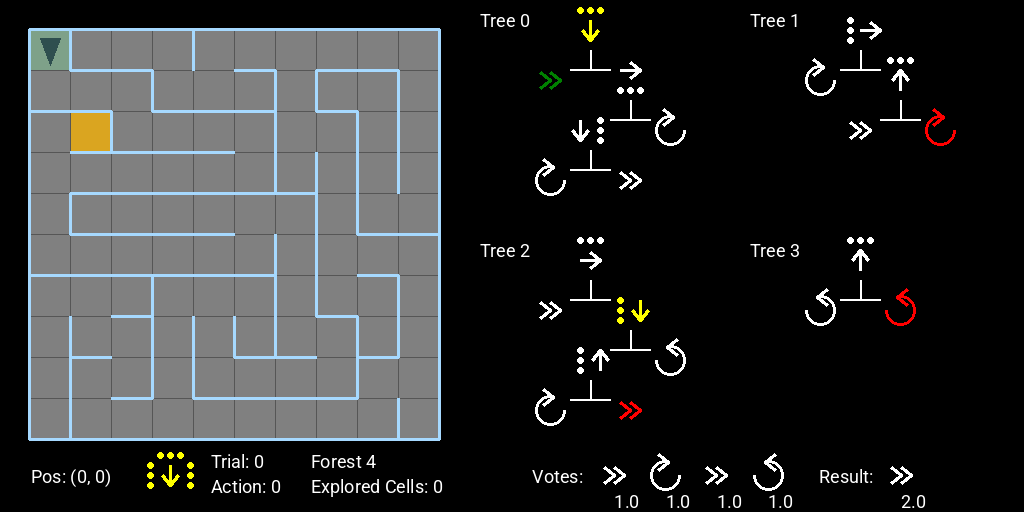 Tree 0
Tree 1
Tree 2
Tree 3
Pos: (0, 0)
Trial: 0
Forest 4
Action: 0
Explored Cells: 0
Votes:
Result:
1.0
1.0
1.0
1.0
2.0